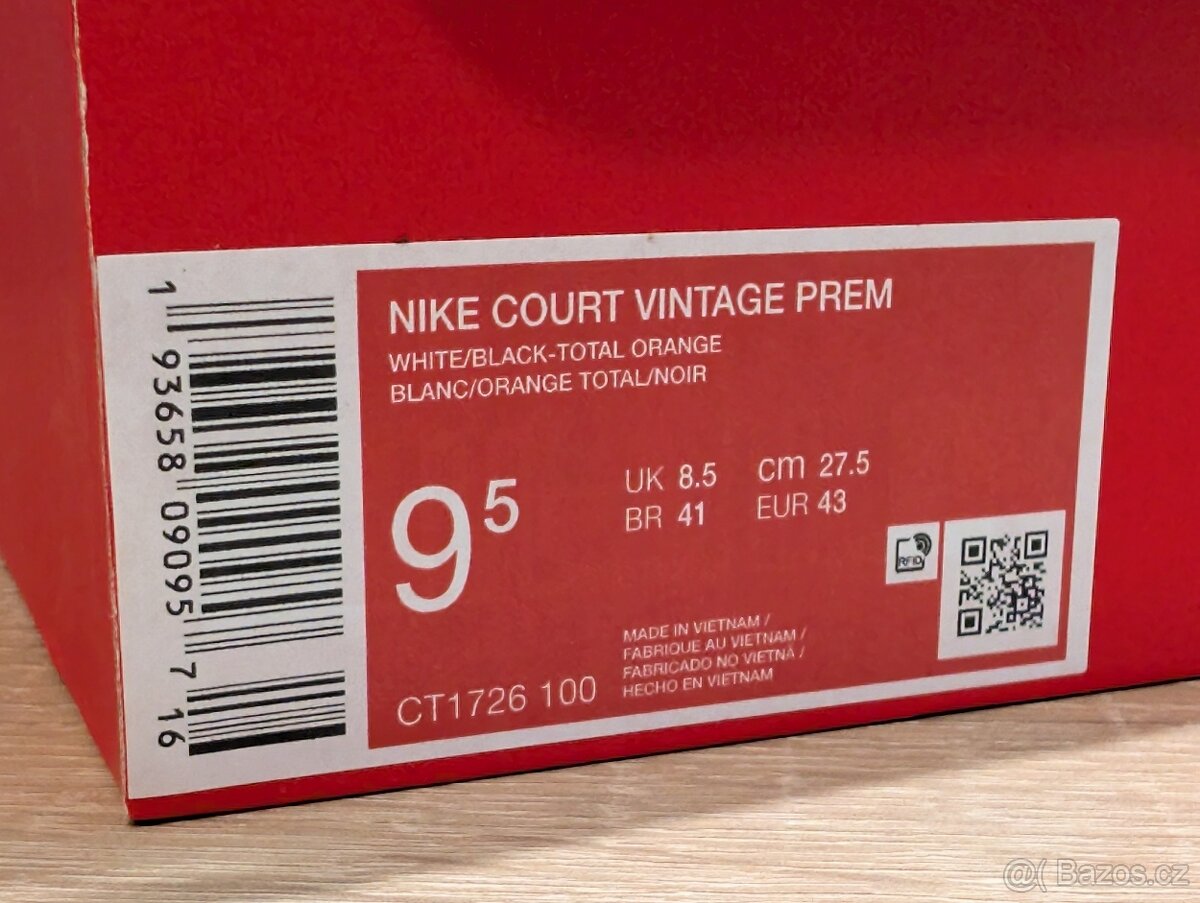 1 93658 09095 7 16
NIKE COURT VINTAGE PREM
WHITE/BLACK-TOTAL ORANGE
BLANC/ORANGE TOTAL/NOIR
9 5
UK 8.5 cm 27.5
BR 41 EUR 43
RFID
MADE IN VIETNAM /
FABRIQUE AU VIETNAM /
FABRICADO NO VIETNÃ /
HECHO EN VIETNAM
CT1726 100
@( Bazos.cz